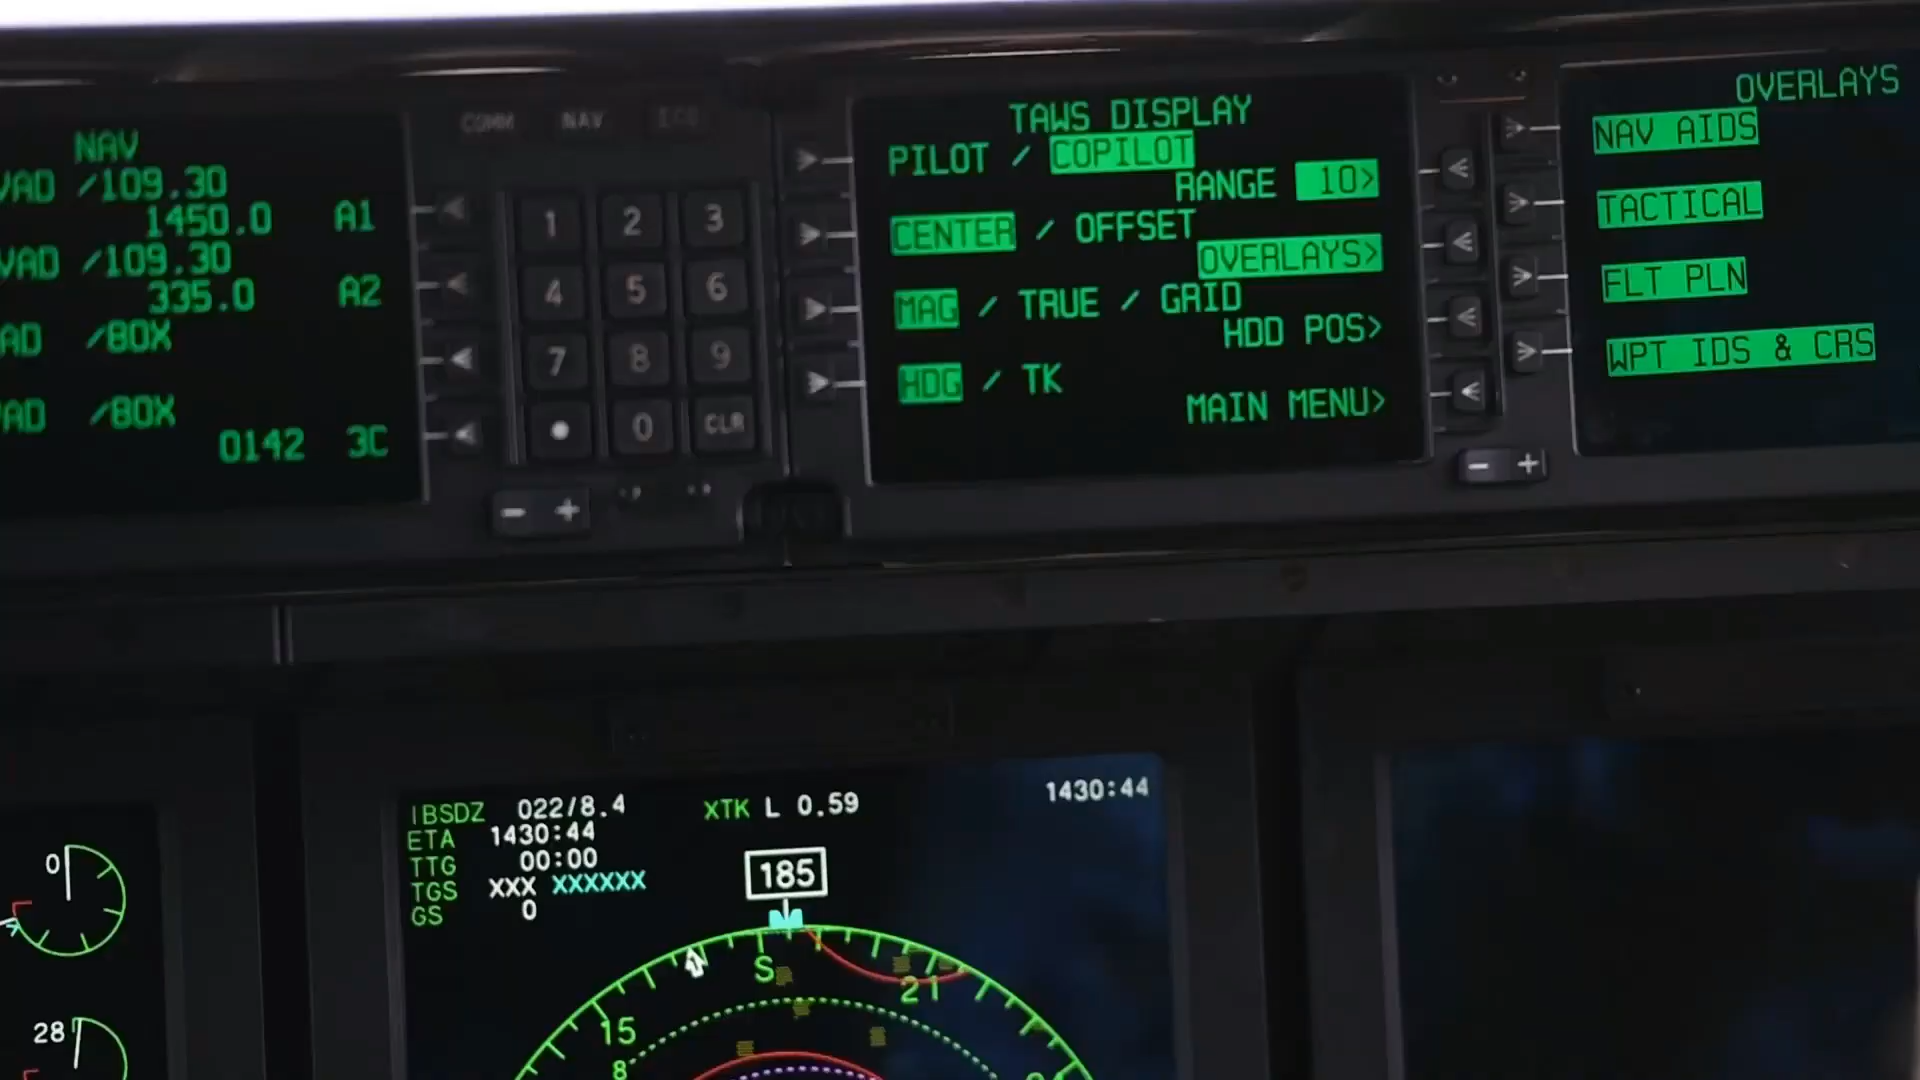 NAV
VAD /109.30
1450.0 A1
VAD /109.30
335.0 A2
AD /BOX
VAD /BOX
0142 3C
COMM NAV
1 2 3
4 5 6
7 8 9
0 CLR
- +
TAWS DISPLAY
PILOT / COPILOT
RANGE 10>
CENTER / OFFSET
OVERLAYS>
MAG / TRUE / GRID
HDD POS>
HDG / TK
MAIN MENU>
- +
OVERLAYS
NAV AIDS
TACTICAL
FLT PLN
WPT IDS & CRS
IBSDZ 022/8.4
ETA 1430:44
TTG 00:00
TGS XXX XXXXXX
GS 0
XTK L 0.59
1430:44
185
S
21
15
8
0
28